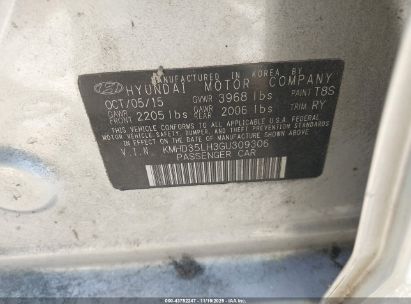 MANUFACTURED IN KOREA BY
HYUNDAI MOTOR COMPANY
OCT/05/15 GVWR 3968 lbs PAINT T8S
GAWR FRONT 2205 lbs GAWR REAR 2006 lbs TRIM RY
THIS VEHICLE CONFORMS TO ALL APPLICABLE U.S.A. FEDERAL
MOTOR VEHICLE SAFETY, BUMPER, AND THEFT PREVENTION
STANDARDS IN EFFECT ON THE DATE OF MANUFACTURE SHOWN ABOVE.
V.I.N. KMHD35LH3GU309306
PASSENGER CAR